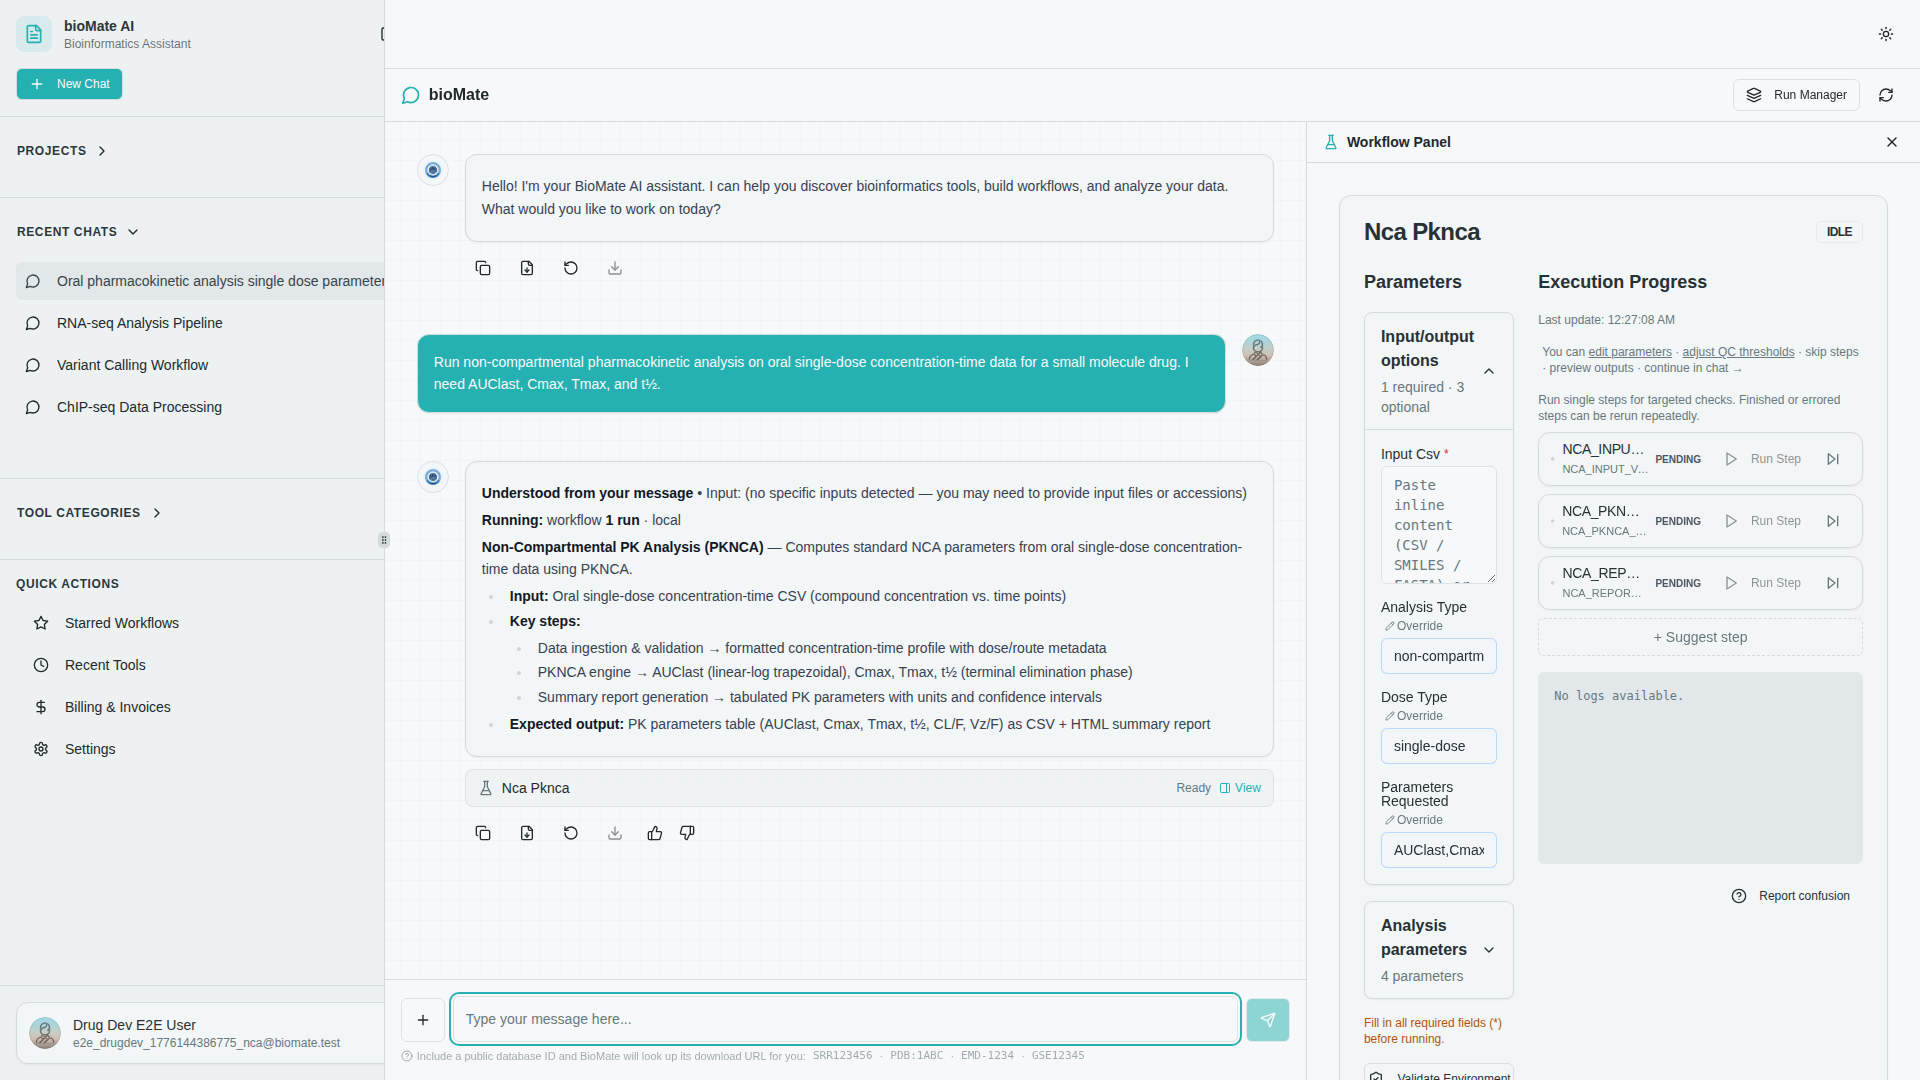 bioMate AI
Bioinformatics Assistant
New Chat
PROJECTS
RECENT CHATS
Oral pharmacokinetic analysis single dose parameter
RNA-seq Analysis Pipeline
Variant Calling Workflow
ChIP-seq Data Processing
TOOL CATEGORIES
QUICK ACTIONS
Starred Workflows
Recent Tools
Billing & Invoices
Settings
Drug Dev E2E User
e2e_drugdev_1776144386775_nca@biomate.test
bioMate
Run Manager
Hello! I'm your BioMate AI assistant. I can help you discover bioinformatics tools, build workflows, and analyze your data.
What would you like to work on today?
Run non-compartmental pharmacokinetic analysis on oral single-dose concentration-time data for a small molecule drug. I
need AUClast, Cmax, Tmax, and t½.
Understood from your message • Input: (no specific inputs detected — you may need to provide input files or accessions)
Running: workflow 1 run · local
Non-Compartmental PK Analysis (PKNCA) — Computes standard NCA parameters from oral single-dose concentration-
time data using PKNCA.
Input: Oral single-dose concentration-time CSV (compound concentration vs. time points)
Key steps:
Data ingestion & validation → formatted concentration-time profile with dose/route metadata
PKNCA engine → AUClast (linear-log trapezoidal), Cmax, Tmax, t½ (terminal elimination phase)
Summary report generation → tabulated PK parameters with units and confidence intervals
Expected output: PK parameters table (AUClast, Cmax, Tmax, t½, CL/F, Vz/F) as CSV + HTML summary report
Nca Pknca
Ready
View
Type your message here...
Include a public database ID and BioMate will look up its download URL for you: SRR123456 · PDB:1ABC · EMD-1234 · GSE12345
Workflow Panel
Nca Pknca
IDLE
Parameters
Input/output
options
1 required · 3
optional
Input Csv *
Paste
inline
content
(CSV /
SMILES /
FASTA) or
Analysis Type
Override
non-compartm
Dose Type
Override
single-dose
Parameters
Requested
Override
AUClast,Cmax
Analysis
parameters
4 parameters
Fill in all required fields (*)
before running.
Validate Environment
Execution Progress
Last update: 12:27:08 AM
You can edit parameters · adjust QC thresholds · skip steps
· preview outputs · continue in chat →
Run single steps for targeted checks. Finished or errored
steps can be rerun repeatedly.
NCA_INPU…
NCA_INPUT_V…
PENDING
Run Step
NCA_PKN…
NCA_PKNCA_…
PENDING
Run Step
NCA_REP…
NCA_REPOR…
PENDING
Run Step
+ Suggest step
No logs available.
Report confusion